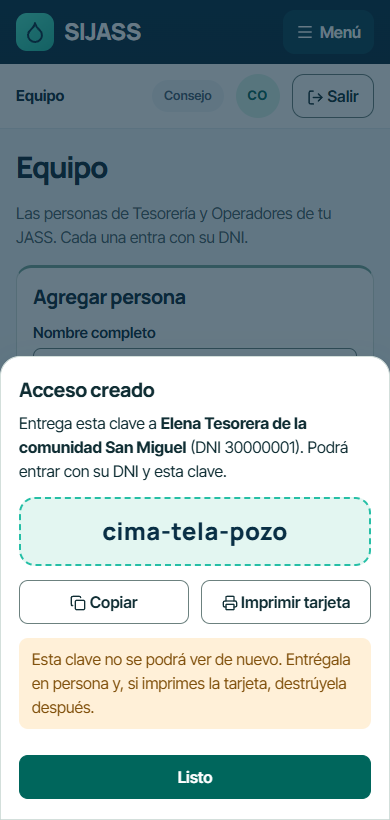 SIJASS
Menú
Equipo
Consejo
CO
Salir
Equipo
Las personas de Tesorería y Operadores de tu
JASS. Cada una entra con su DNI.
Agregar persona
Nombre completo
Acceso creado
Entrega esta clave a Elena Tesorera de la
comunidad San Miguel (DNI 30000001). Podrá
entrar con su DNI y esta clave.
cima-tela-pozo
Copiar
Imprimir tarjeta
Esta clave no se podrá ver de nuevo. Entrégala
en persona y, si imprimes la tarjeta, destrúyela
después.
Listo